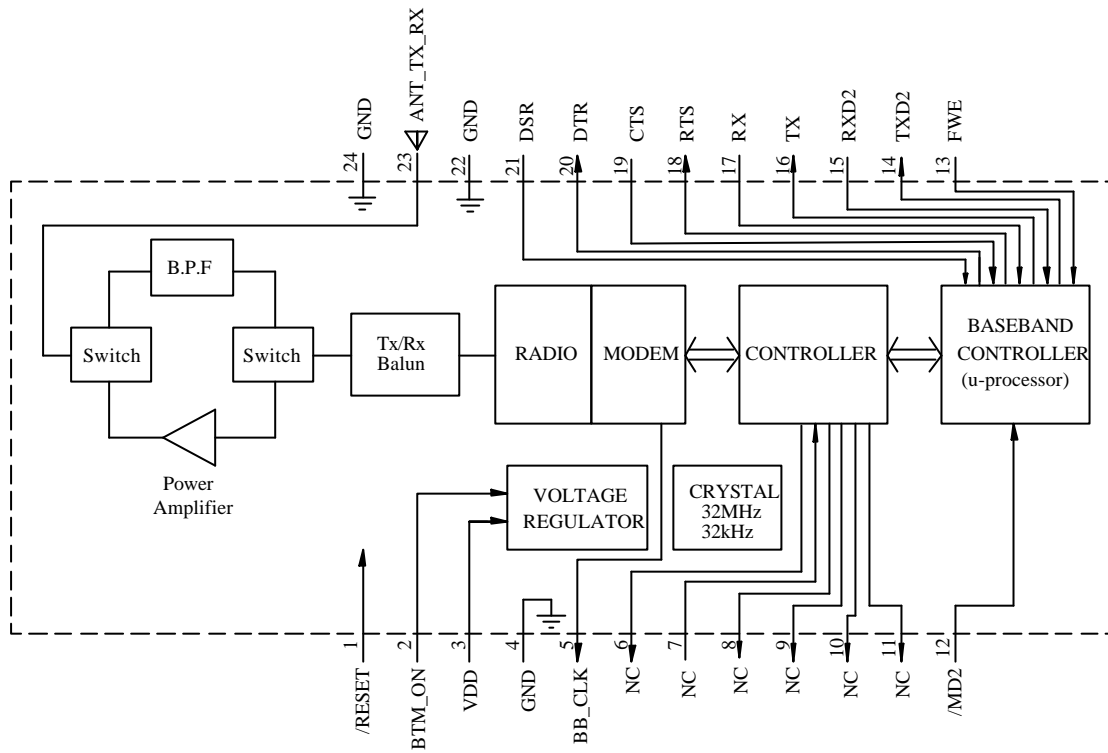 GND
ANT_TX_RX
GND
DSR
DTR
CTS
RTS
RX
TX
RXD2
TXD2
FWE
24
23
22
21
20
19
18
17
16
15
14
13
B.P.F
Switch
Switch
Tx/Rx
Balun
RADIO
MODEM
CONTROLLER
BASEBAND
CONTROLLER
(u-processor)
Power
Amplifier
VOLTAGE
REGULATOR
CRYSTAL
32MHz
32kHz
1
2
3
4
5
6
7
8
9
10
11
12
/RESET
BTM_ON
VDD
GND
BB_CLK
NC
NC
NC
NC
NC
NC
/MD2